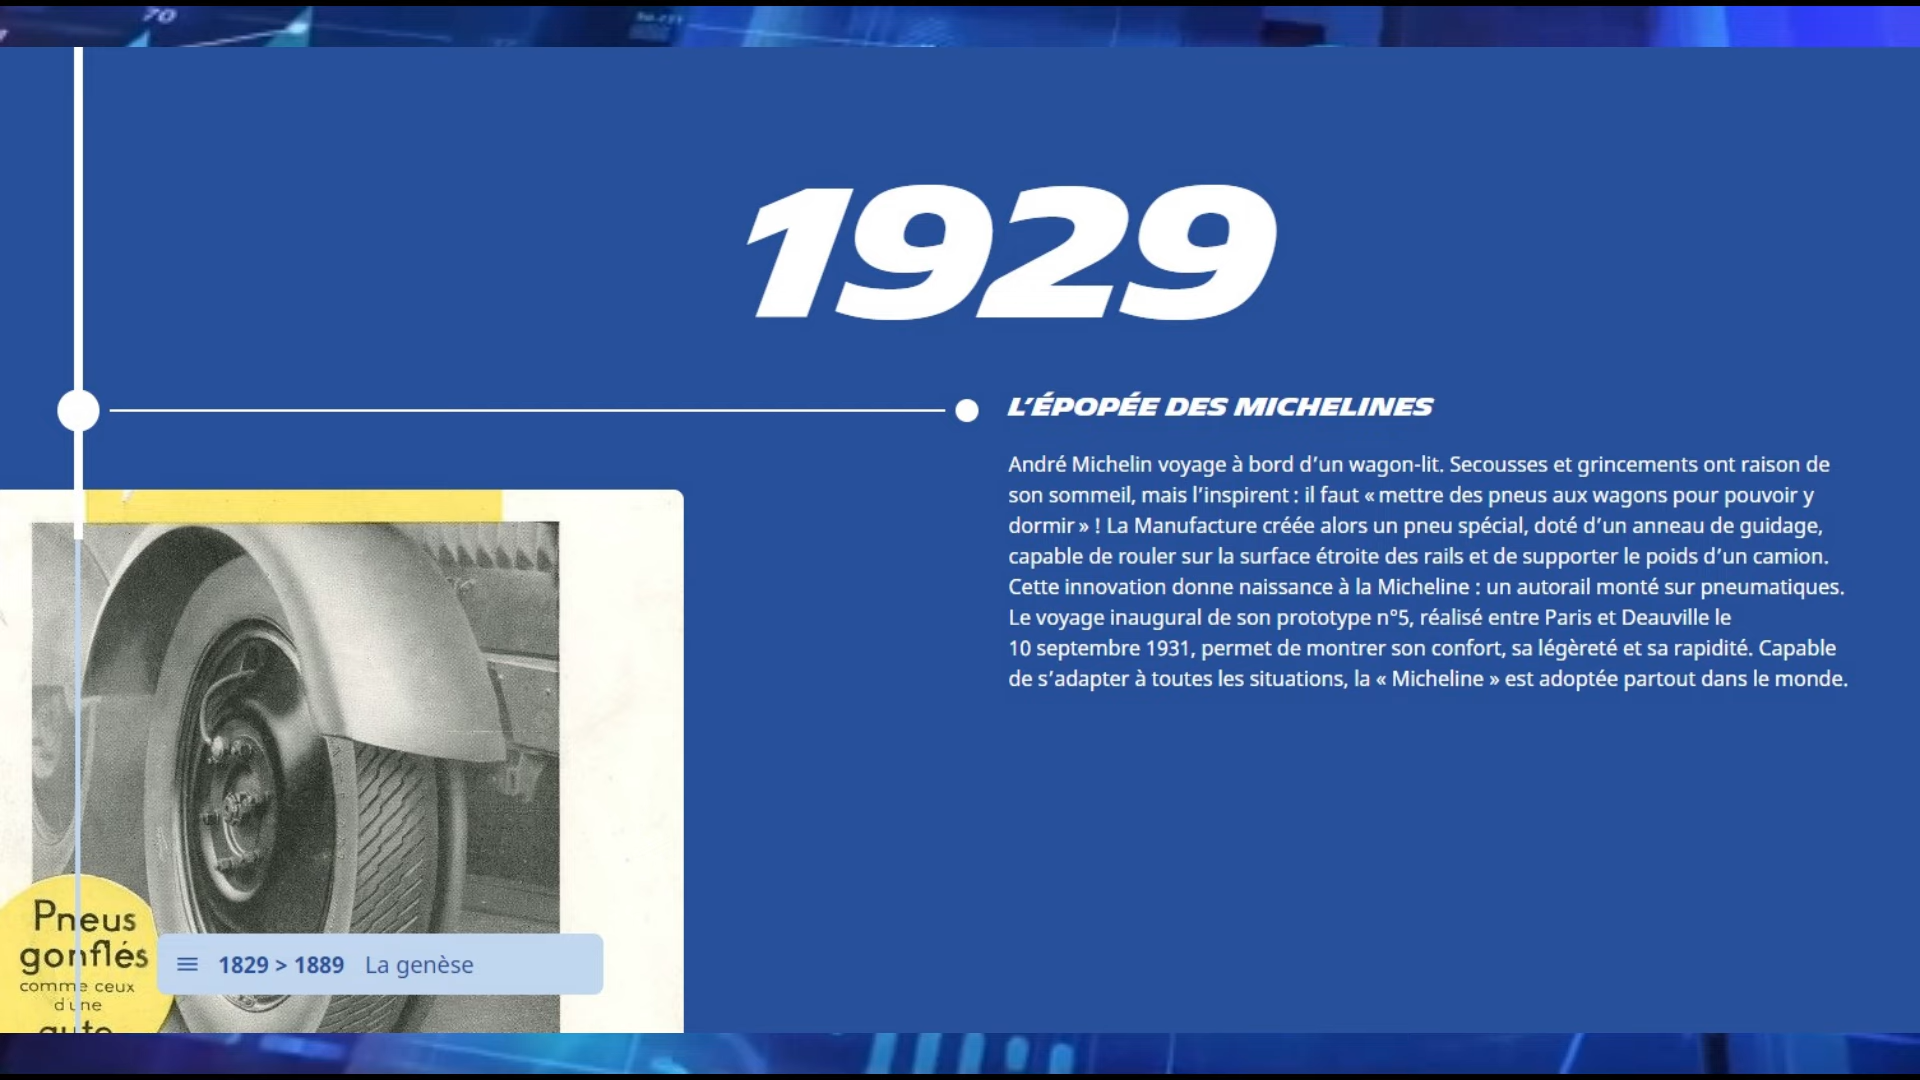 70
1929
L’ÉPOPÉE DES MICHELINES
André Michelin voyage à bord d’un wagon-lit. Secousses et grincements ont raison de
son sommeil, mais l’inspirent : il faut « mettre des pneus aux wagons pour pouvoir y
dormir » ! La Manufacture créée alors un pneu spécial, doté d’un anneau de guidage,
capable de rouler sur la surface étroite des rails et de supporter le poids d’un camion.
Cette innovation donne naissance à la Micheline : un autorail monté sur pneumatiques.
Le voyage inaugural de son prototype n°5, réalisé entre Paris et Deauville le
10 septembre 1931, permet de montrer son confort, sa légèreté et sa rapidité. Capable
de s’adapter à toutes les situations, la « Micheline » est adoptée partout dans le monde.
Pneus
gonflés
comme ceux
d'une
auto
1829 > 1889 La genèse